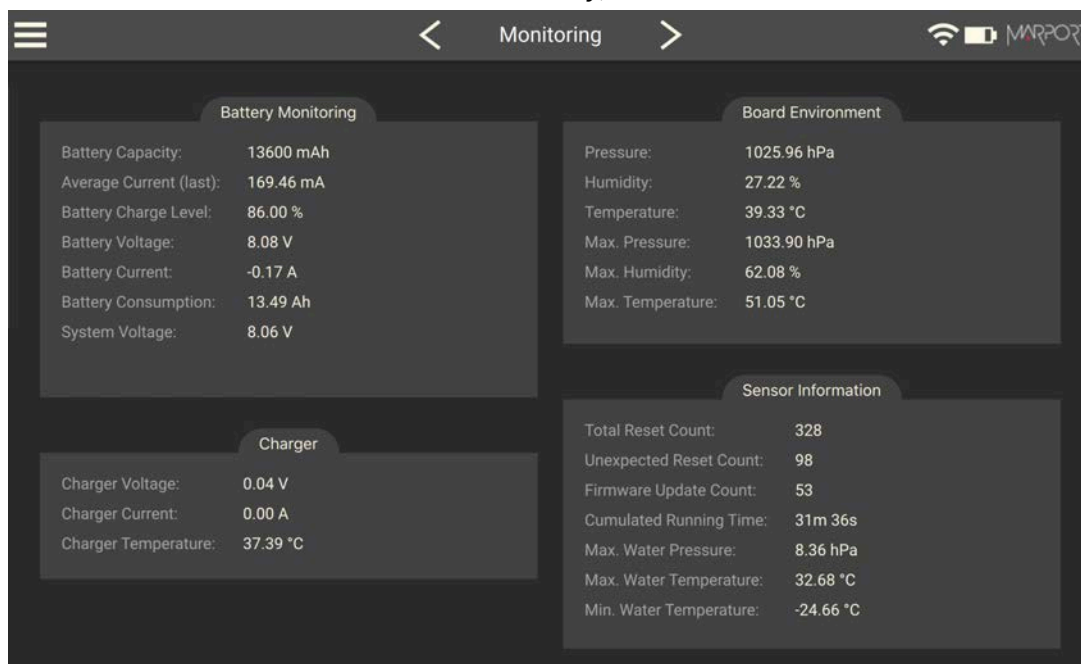 Monitoring
MARPORT
Battery Monitoring
Battery Capacity: 13600 mAh
Average Current (last): 169.46 mA
Battery Charge Level: 86.00 %
Battery Voltage: 8.08 V
Battery Current: -0.17 A
Battery Consumption: 13.49 Ah
System Voltage: 8.06 V
Charger
Charger Voltage: 0.04 V
Charger Current: 0.00 A
Charger Temperature: 37.39 °C
Board Environment
Pressure: 1025.96 hPa
Humidity: 27.22 %
Temperature: 39.33 °C
Max. Pressure: 1033.90 hPa
Max. Humidity: 62.08 %
Max. Temperature: 51.05 °C
Sensor Information
Total Reset Count: 328
Unexpected Reset Count: 98
Firmware Update Count: 53
Cumulated Running Time: 31m 36s
Max. Water Pressure: 8.36 hPa
Max. Water Temperature: 32.68 °C
Min. Water Temperature: -24.66 °C